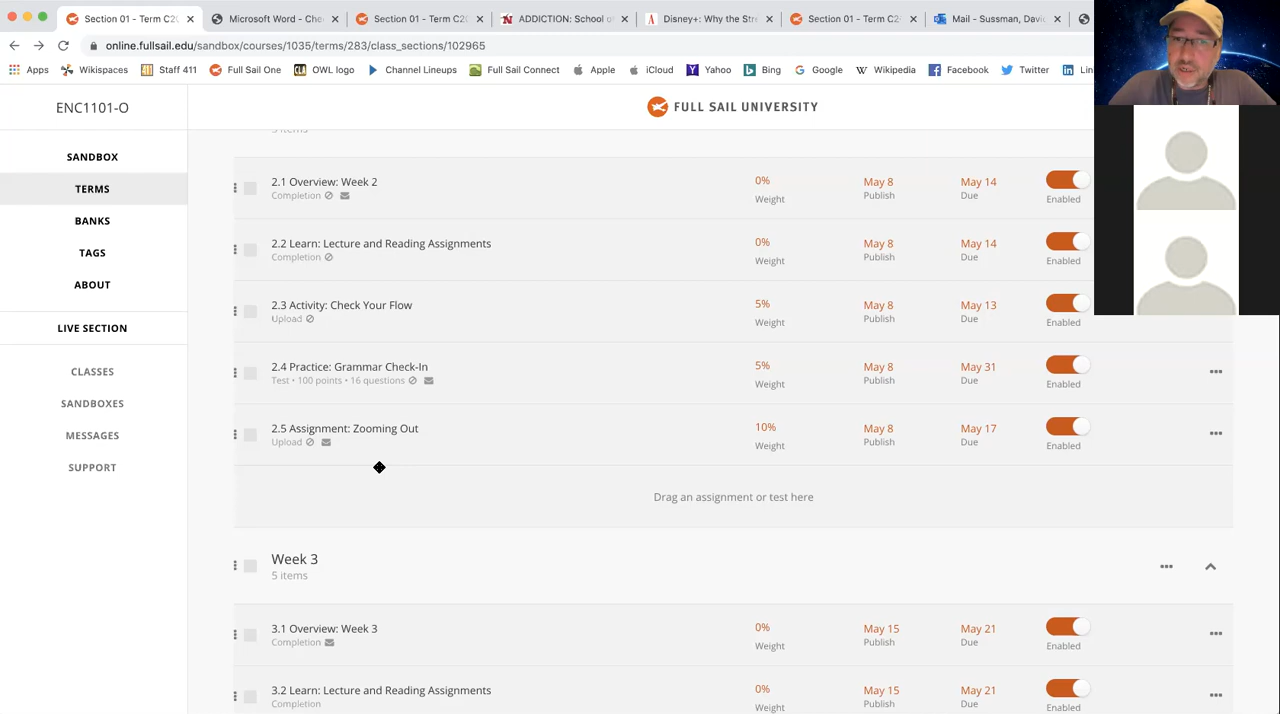 Section 01 - Term C20
Microsoft Word - Che
Section 01 - Term C2
ADDICTION: School of
Disney+: Why the Stre
Section 01 - Term C2
Mail - Sussman, Davi
online.fullsail.edu/sandbox/courses/1035/terms/283/class_sections/102965
Apps
Wikispaces
Staff 411
Full Sail One
OWL logo
Channel Lineups
Full Sail Connect
Apple
iCloud
Yahoo
Bing
Google
Wikipedia
Facebook
Twitter
Lin
ENC1101-O
FULL SAIL UNIVERSITY
SANDBOX
TERMS
BANKS
TAGS
ABOUT
LIVE SECTION
CLASSES
SANDBOXES
MESSAGES
SUPPORT
5 items
2.1 Overview: Week 2
Completion
0%
Weight
May 8
Publish
May 14
Due
Enabled
2.2 Learn: Lecture and Reading Assignments
Completion
0%
Weight
May 8
Publish
May 14
Due
Enabled
2.3 Activity: Check Your Flow
Upload
5%
Weight
May 8
Publish
May 13
Due
Enabled
2.4 Practice: Grammar Check-In
Test • 100 points • 16 questions
5%
Weight
May 8
Publish
May 31
Due
Enabled
2.5 Assignment: Zooming Out
Upload
10%
Weight
May 8
Publish
May 17
Due
Enabled
Drag an assignment or test here
Week 3
5 items
3.1 Overview: Week 3
Completion
0%
Weight
May 15
Publish
May 21
Due
Enabled
3.2 Learn: Lecture and Reading Assignments
Completion
0%
Weight
May 15
Publish
May 21
Due
Enabled